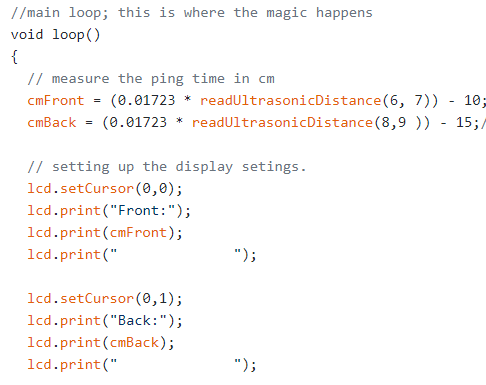 //main loop; this is where the magic happens
void loop()
{
  // measure the ping time in cm
  cmFront = (0.01723 * readUltrasonicDistance(6, 7)) - 10;
  cmBack = (0.01723 * readUltrasonicDistance(8,9 )) - 15;/
  // setting up the display setings.
  lcd.setCursor(0,0);
  lcd.print("Front:");
  lcd.print(cmFront);
  lcd.print("              ");
  lcd.setCursor(0,1);
  lcd.print("Back:");
  lcd.print(cmBack);
  lcd.print("              ");